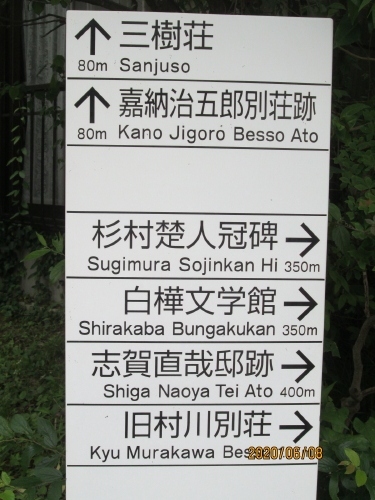 三樹荘
80m Sanjuso
嘉納治五郎別荘跡
80m Kano Jigoro Besso Ato
杉村楚人冠碑
Sugimura Sojinkan Hi 350m
白樺文学館
Shirakaba Bungakukan 350m
志賀直哉邸跡
Shiga Naoya Tei Ato 400m
旧村川別荘
Kyu Murakawa
2020/06/08